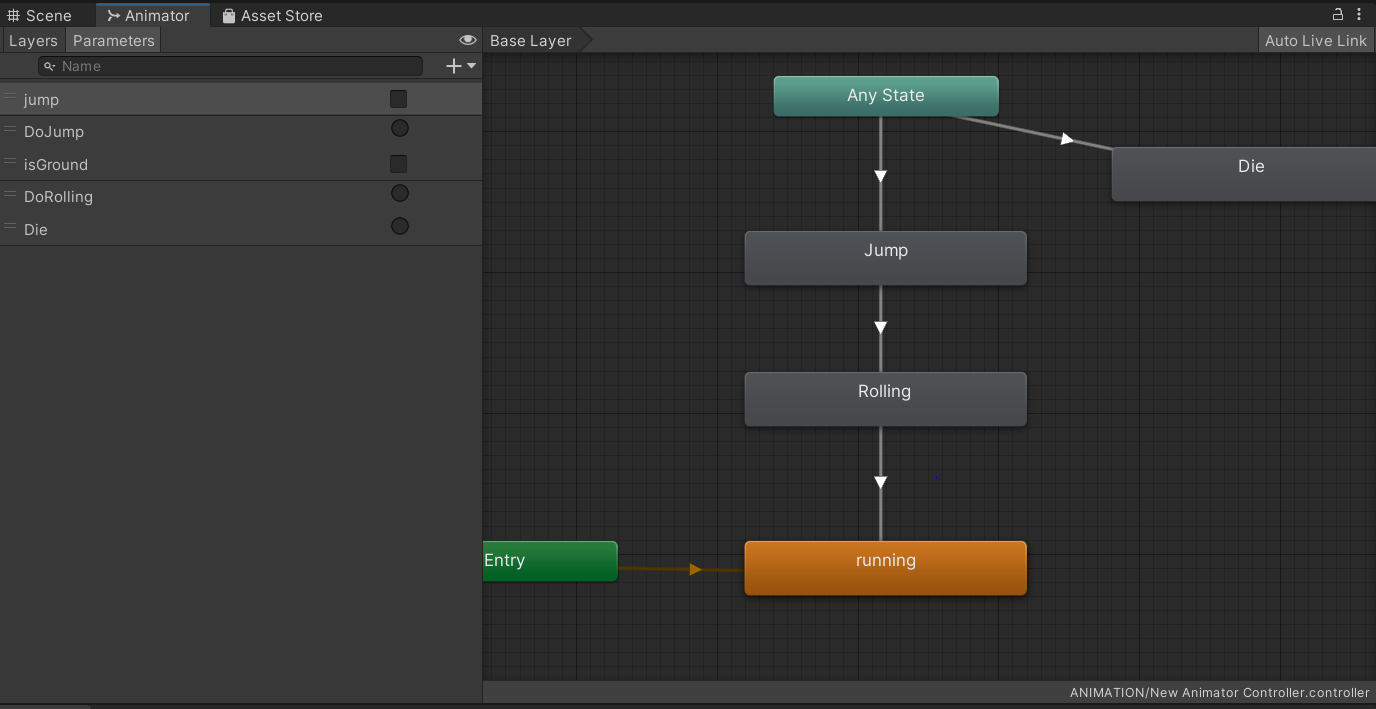 Scene Animator Asset Store
Layers Parameters
Base Layer Auto Live Link
Name
jump
DoJump
isGround
DoRolling
Die
Any State
Die
Jump
Rolling
Entry
running
ANIMATION/New Animator Controller.controller